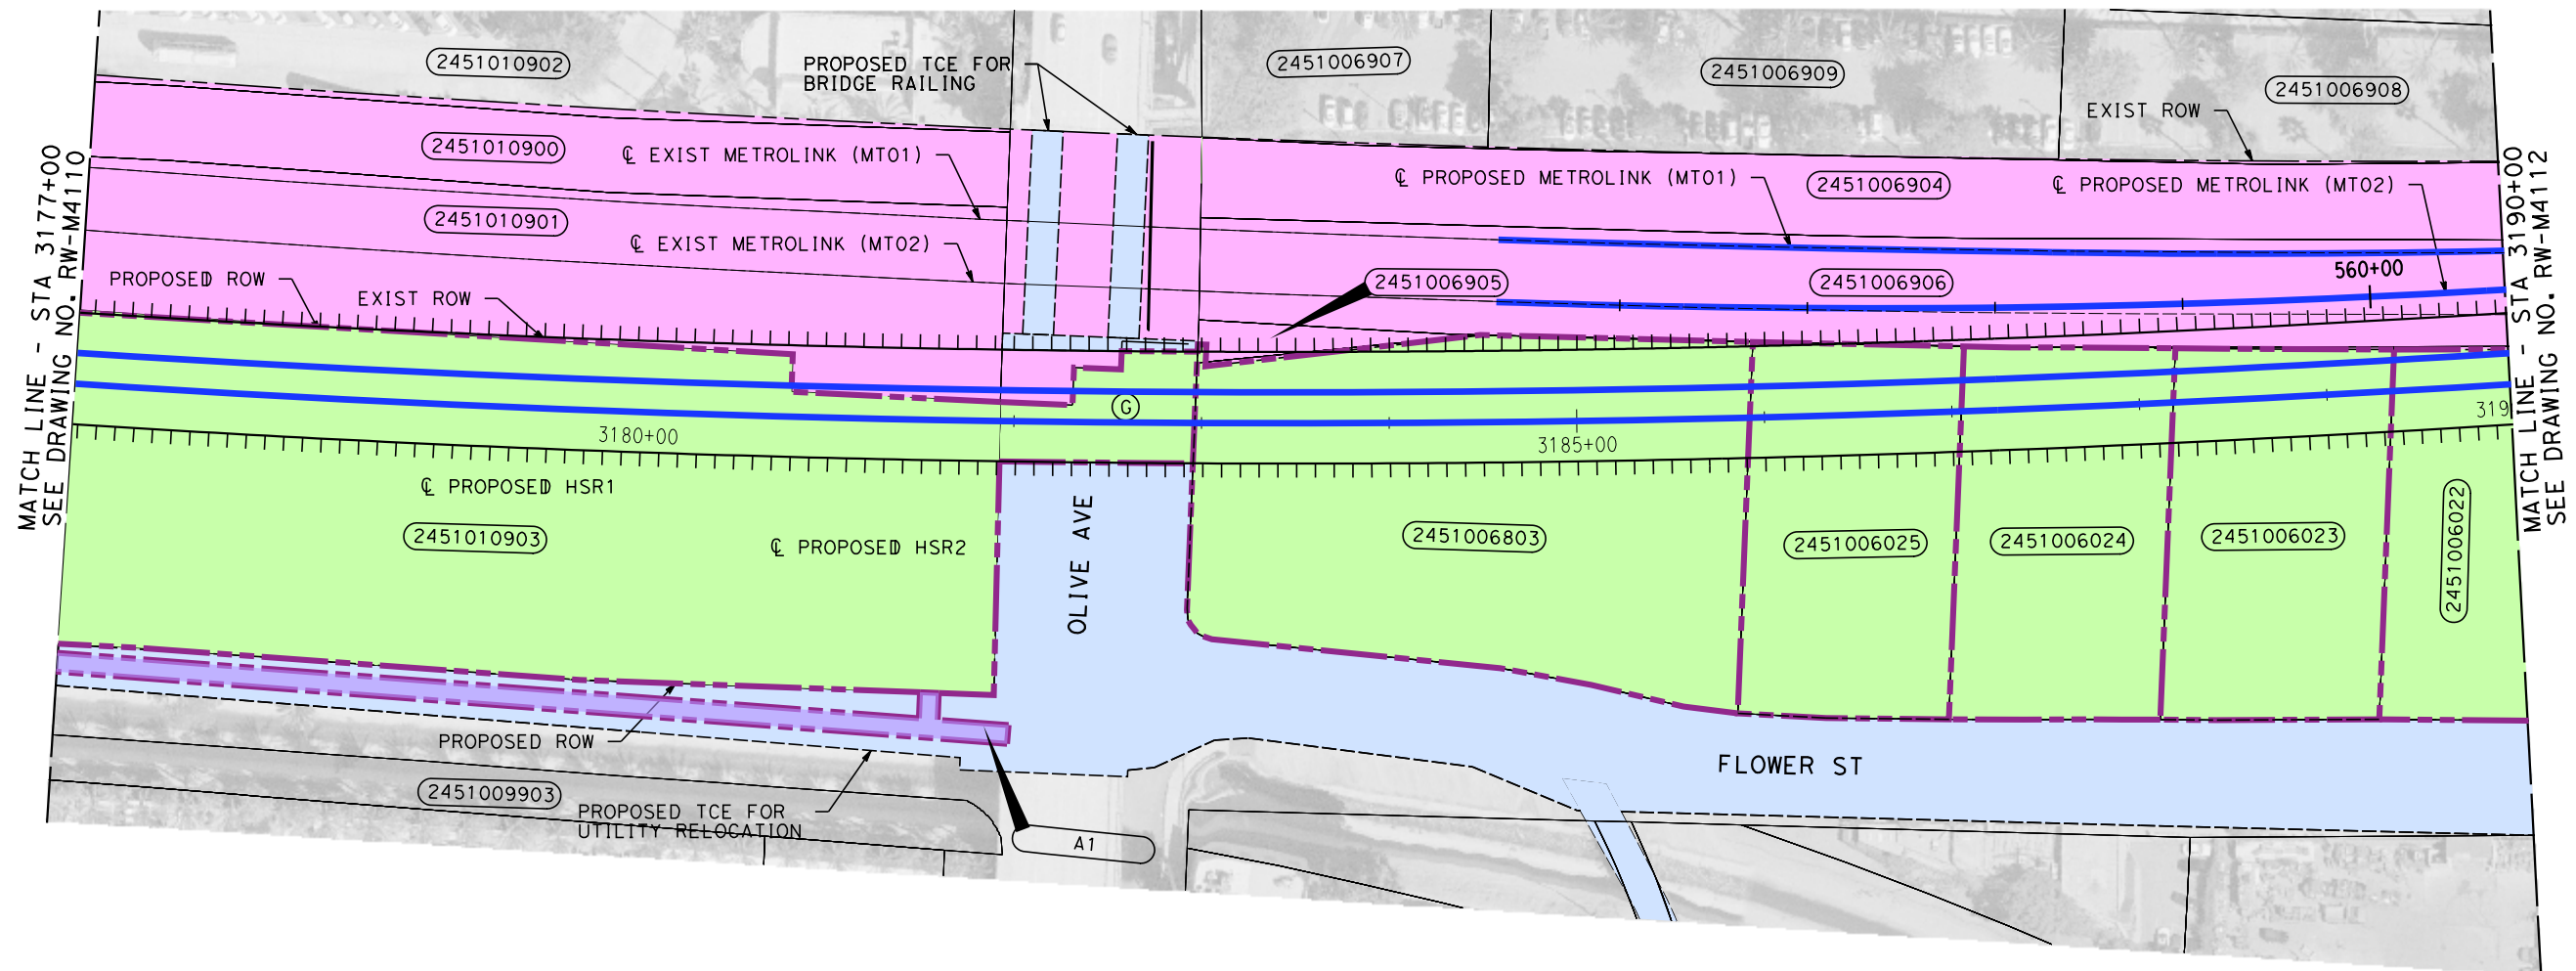 2451010902
PROPOSED TCE FOR
BRIDGE RAILING
2451006907
2451006909
2451006908
EXIST ROW
2451010900
℄ EXIST METROLINK (MT01)
℄ PROPOSED METROLINK (MT01)
2451006904
℄ PROPOSED METROLINK (MT02)
2451010901
℄ EXIST METROLINK (MT02)
PROPOSED ROW
EXIST ROW
2451006905
2451006906
560+00
MATCH LINE - STA 3177+00
SEE DRAWING NO. RW-M4110
MATCH LINE - STA 3190+00
SEE DRAWING NO. RW-M4112
G
3180+00
3185+00
319
℄ PROPOSED HSR1
2451010903
℄ PROPOSED HSR2
OLIVE AVE
2451006803
2451006025
2451006024
2451006023
2451006022
PROPOSED ROW
FLOWER ST
2451009903
PROPOSED TCE FOR
UTILITY RELOCATION
A1